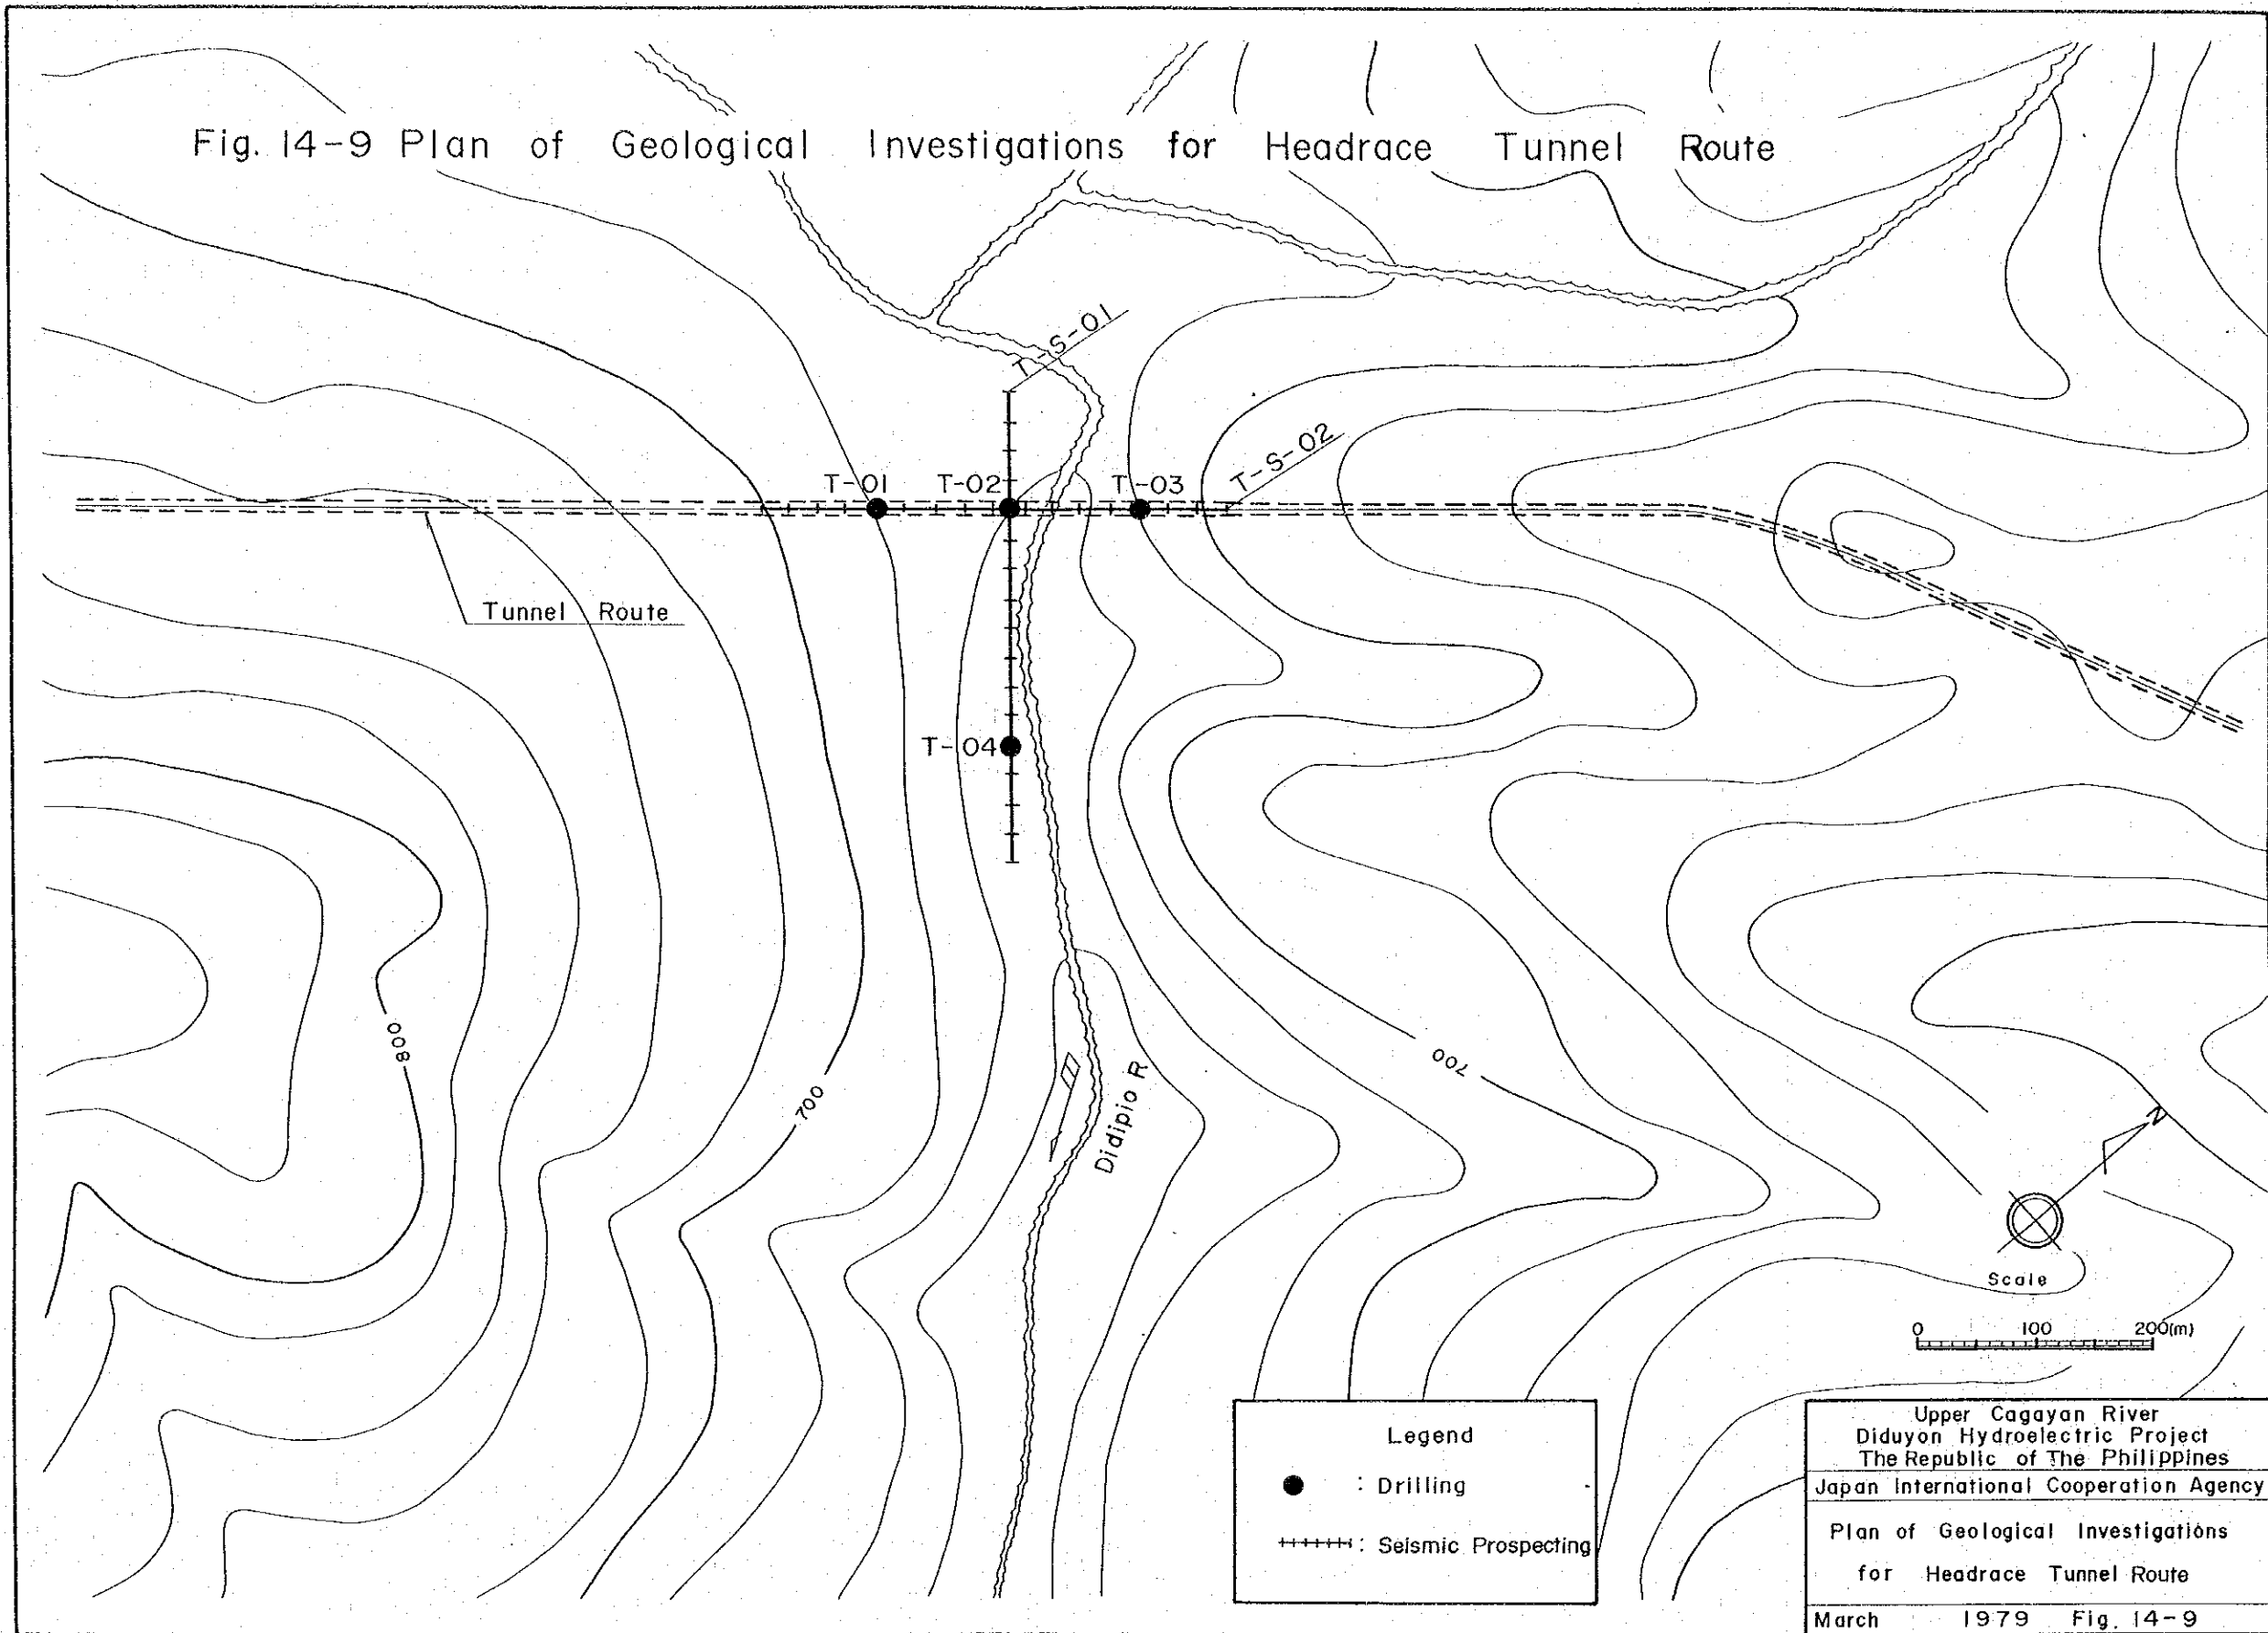 Fig. 14-9 Plan of Geological Investigations for Headrace Tunnel Route
T-S-01
T-S-02
T-01
T-02
T-03
Tunnel Route
T-04
800
700
700
Didipio R
N
Scale
0 100 200(m)
Legend
: Drilling
: Seismic Prospecting
Upper Cagayan River
Diduyon Hydroelectric Project
The Republic of The Philippines
Japan International Cooperation Agency
Plan of Geological Investigations
for Headrace Tunnel Route
March 1979 Fig. 14-9